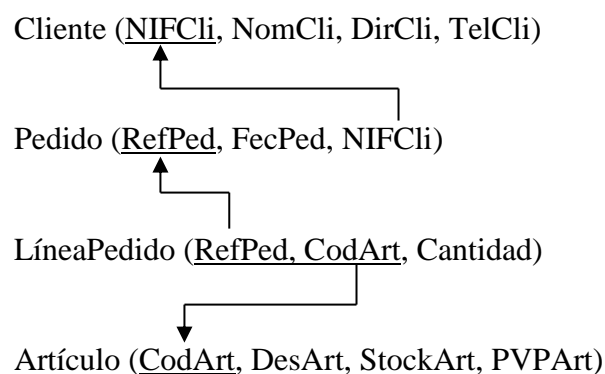 Cliente (NIFCli, NomCli, DirCli, TelCli)
Pedido (RefPed, FecPed, NIFCli)
LíneaPedido (RefPed, CodArt, Cantidad)
Artículo (CodArt, DesArt, StockArt, PVPArt)